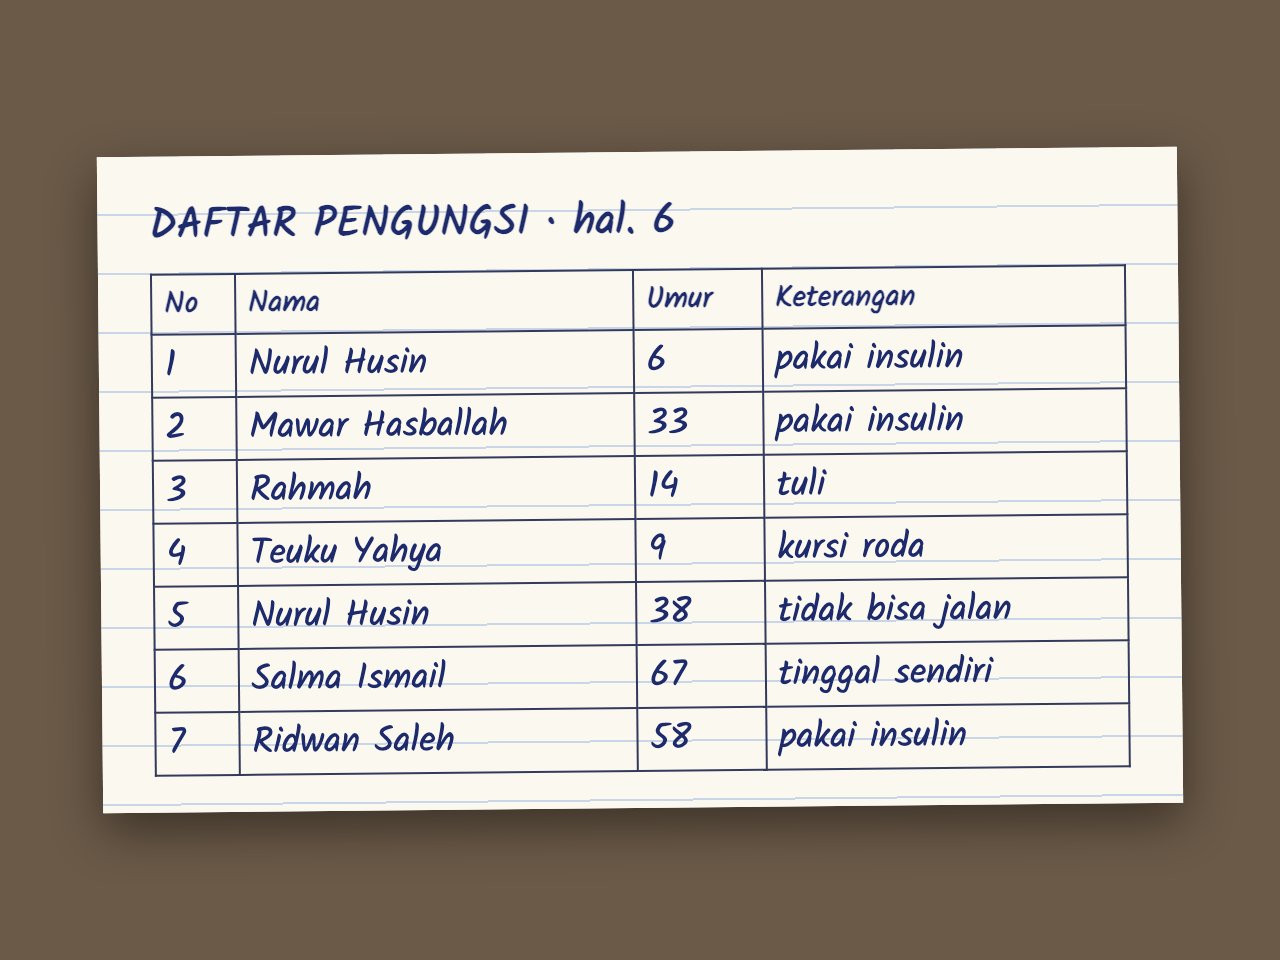 DAFTAR PENGUNGSI · hal. 6
No Nama Umur Keterangan
1 Nurul Husin 6 pakai insulin
2 Mawar Hasballah 33 pakai insulin
3 Rahmah 14 tuli
4 Teuku Yahya 9 kursi roda
5 Nurul Husin 38 tidak bisa jalan
6 Salma Ismail 67 tinggal sendiri
7 Ridwan Saleh 58 pakai insulin